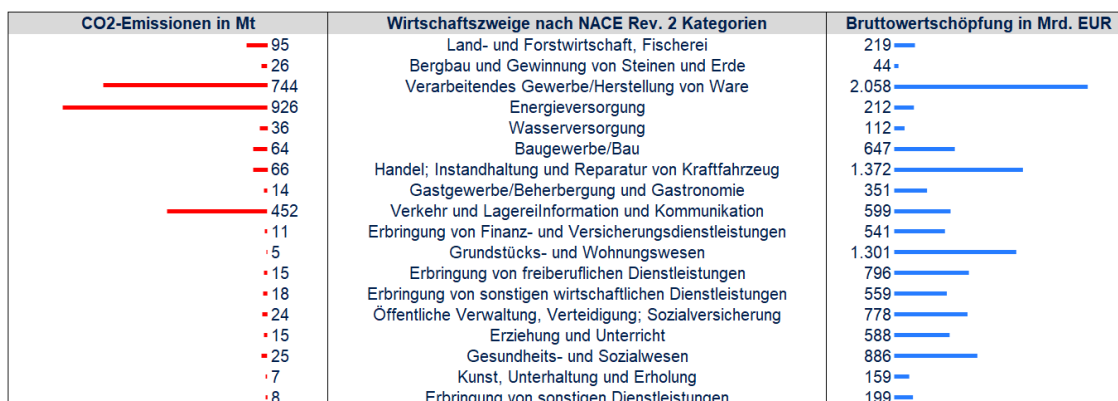 CO2-Emissionen in Mt Wirtschaftszweige nach NACE Rev. 2 Kategorien Bruttowertschöpfung in Mrd. EUR
95 Land- und Forstwirtschaft, Fischerei 219
26 Bergbau und Gewinnung von Steinen und Erde 44
744 Verarbeitendes Gewerbe/Herstellung von Ware 2.058
926 Energieversorgung 212
36 Wasserversorgung 112
64 Baugewerbe/Bau 647
66 Handel; Instandhaltung und Reparatur von Kraftfahrzeug 1.372
14 Gastgewerbe/Beherbergung und Gastronomie 351
452 Verkehr und LagereiInformation und Kommunikation 599
11 Erbringung von Finanz- und Versicherungsdienstleistungen 541
5 Grundstücks- und Wohnungswesen 1.301
15 Erbringung von freiberuflichen Dienstleistungen 796
18 Erbringung von sonstigen wirtschaftlichen Dienstleistungen 559
24 Öffentliche Verwaltung, Verteidigung; Sozialversicherung 778
15 Erziehung und Unterricht 588
25 Gesundheits- und Sozialwesen 886
7 Kunst, Unterhaltung und Erholung 159
8 Erbringung von sonstigen Dienstleistungen 199